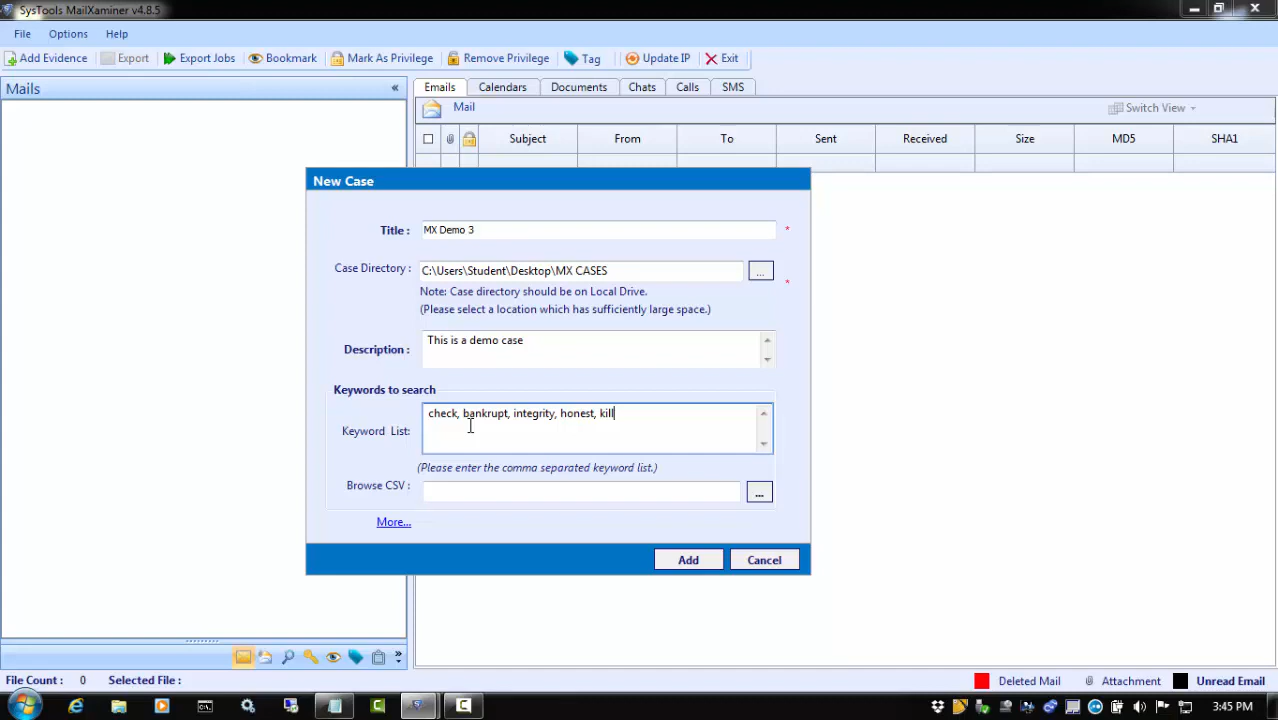 SysTools MailXaminer v4.8.5
File Options Help
Add Evidence Export Export Jobs Bookmark Mark As Privilege Remove Privilege Tag Update IP Exit
Mails «
Emails Calendars Documents Chats Calls SMS
Mail Switch View
Subject From To Sent Received Size MD5 SHA1
New Case
Title : MX Demo 3 *
Case Directory : C:\Users\Student\Desktop\MX CASES ...
*
Note: Case directory should be on Local Drive.
(Please select a location which has sufficiently large space.)
Description : This is a demo case
Keywords to search
check, bankrupt, integrity, honest, kill
Keyword List:
(Please enter the comma separated keyword list.)
Browse CSV : ...
More...
Add Cancel
File Count : 0 Selected File : Deleted Mail Attachment Unread Email
3:45 PM